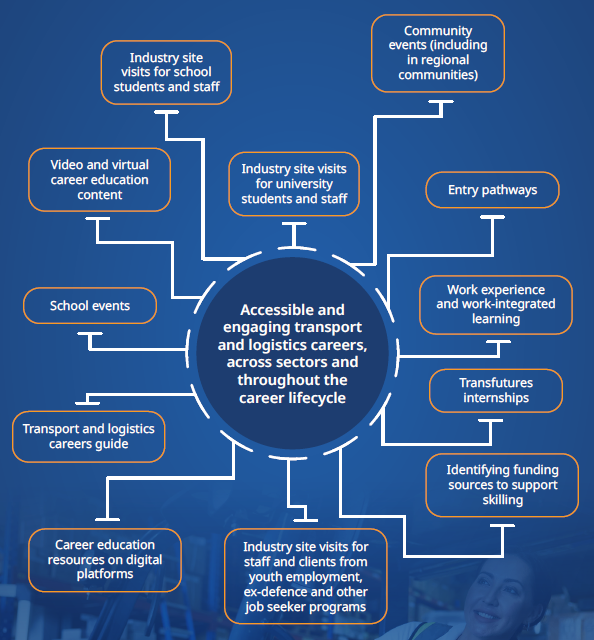 Community
events (including
in regional
communities)
Industry site
visits for school
students and staff
Video and virtual
career education
content
Industry site visits
for university
students and staff
Entry pathways
School events
Work experience
and work-integrated
learning
Accessible and
engaging transport
and logistics careers,
across sectors and
throughout the
career lifecycle
Transfutures
internships
Transport and logistics
careers guide
Identifying funding
sources to support
skilling
Career education
resources on digital
platforms
Industry site visits for
staff and clients from
youth employment,
ex-defence and other
job seeker programs